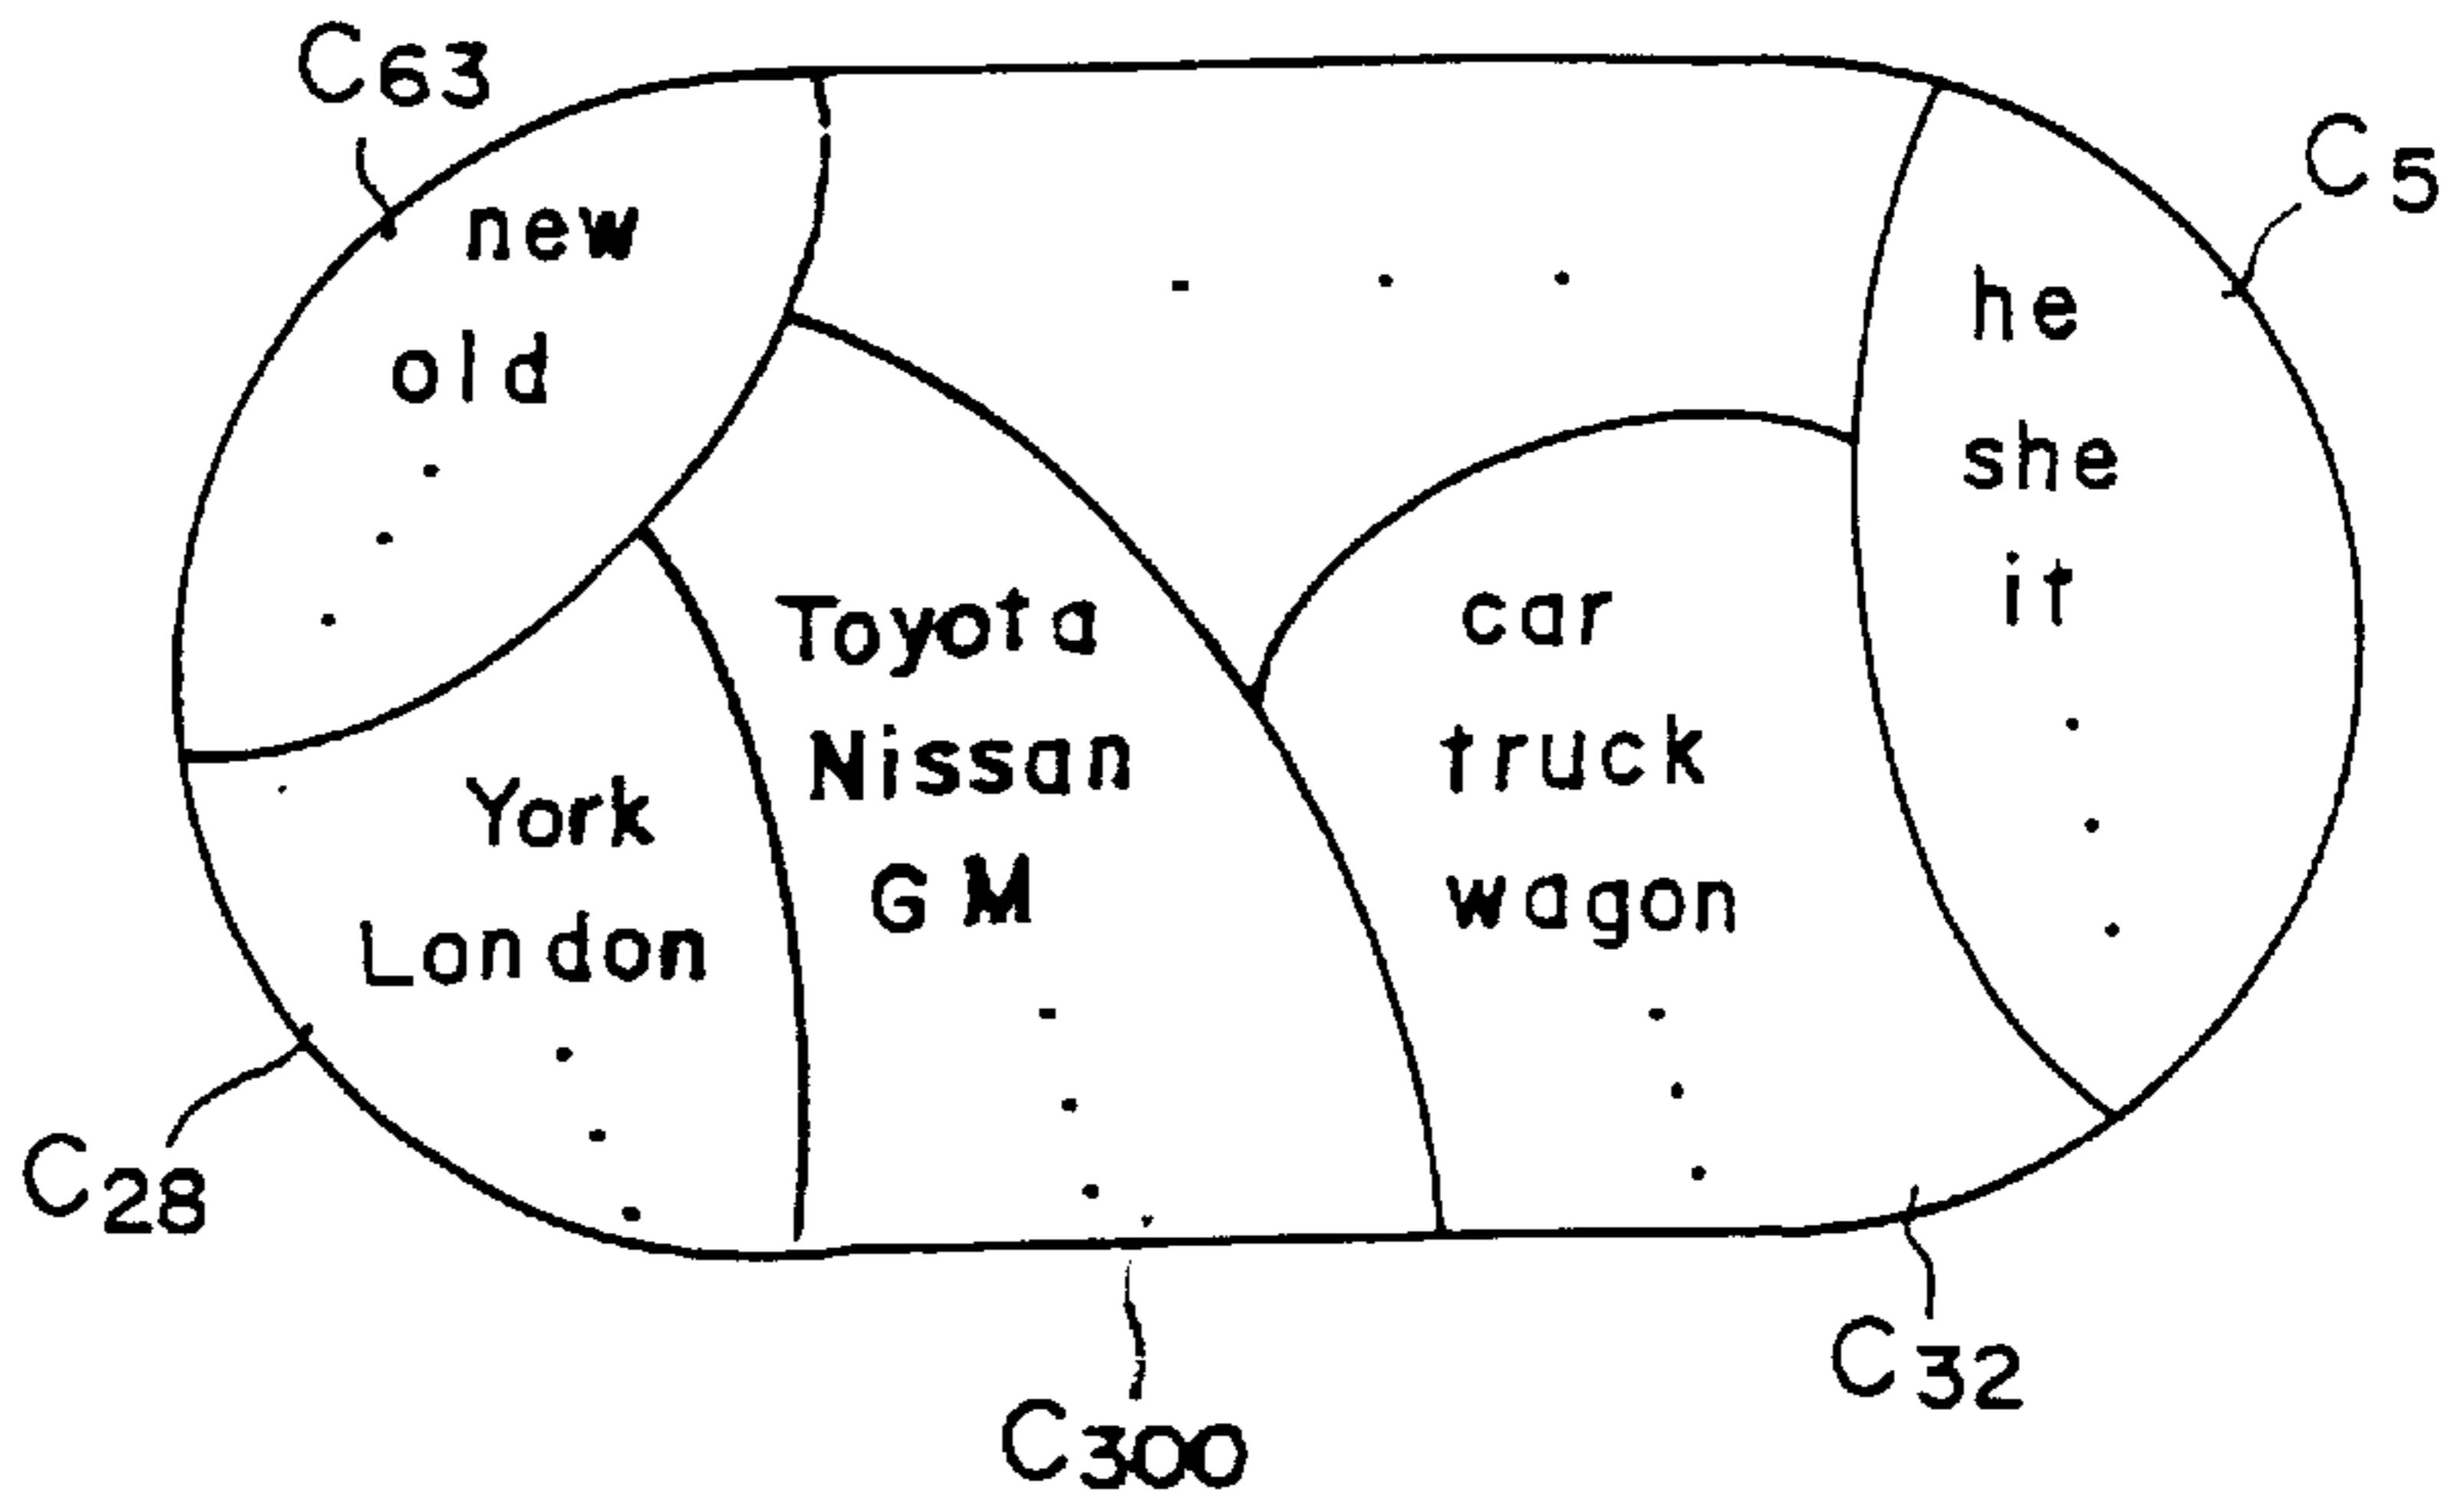 C63
C5
new
old
he
she
it
Toyota
Nissan
GM
car
truck
wagon
York
London
C28
C300
C32